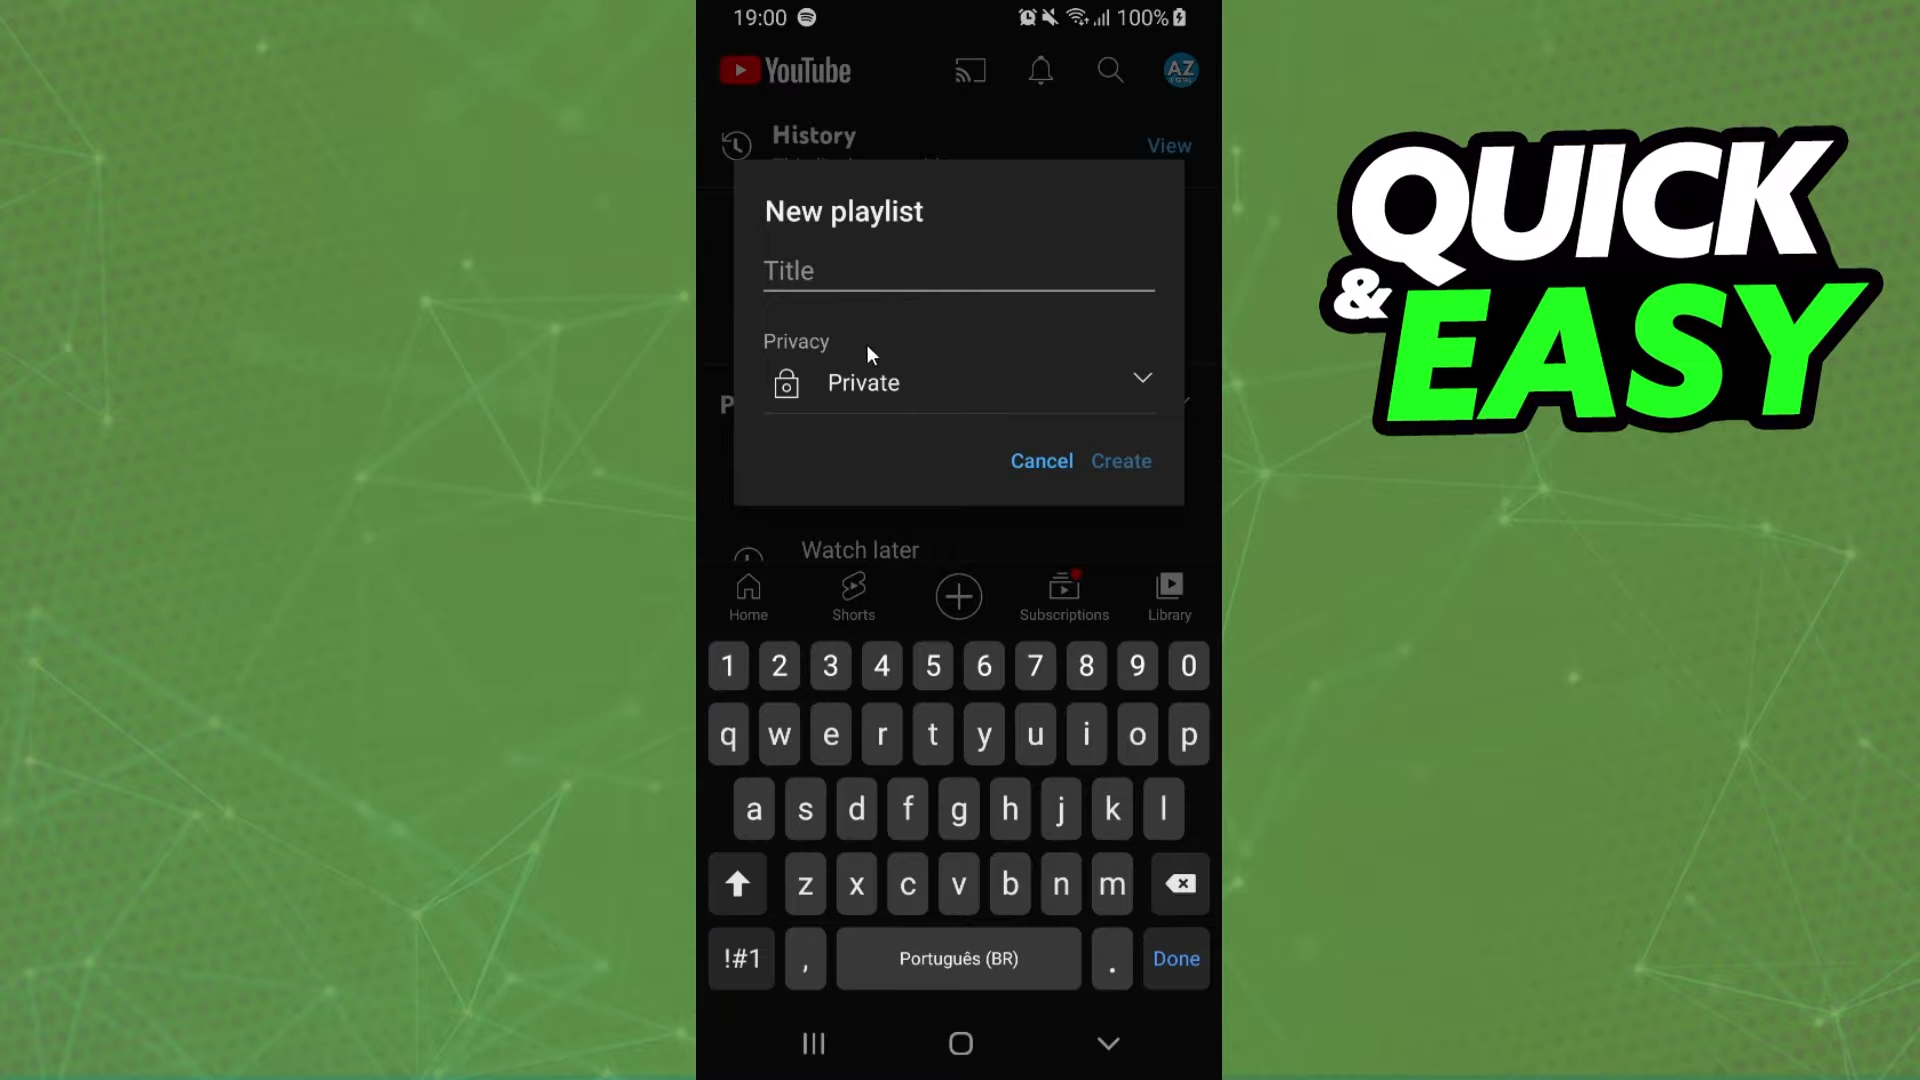 19:00
100%
YouTube
AZ
History
View
New playlist
Title
Privacy
Private
Cancel
Create
P
Watch later
Home
Shorts
Subscriptions
Library
1 2 3 4 5 6 7 8 9 0
q w e r t y u i o p
a s d f g h j k l
z x c v b n m
!#1 , Português (BR) . Done
QUICK
& EASY